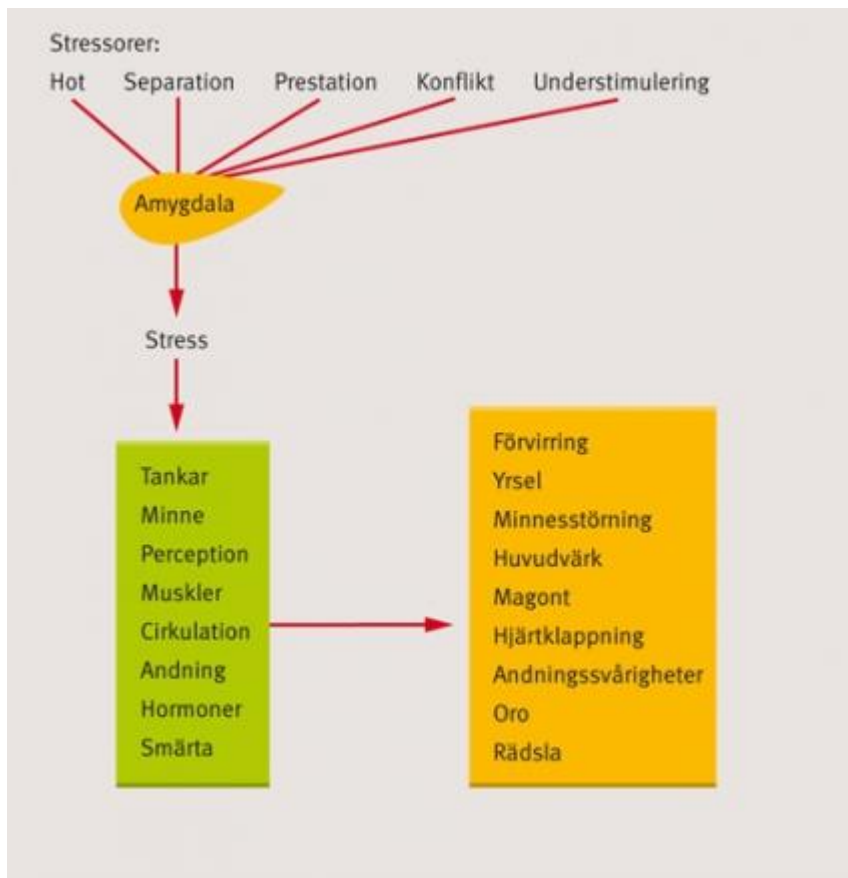 Stressorer:
Hot Separation Prestation Konflikt Understimulering
Amygdala
Stress
Tankar
Minne
Perception
Muskler
Cirkulation
Andning
Hormoner
Smärta
Förvirring
Yrsel
Minnesstörning
Huvudvärk
Magont
Hjärtklappning
Andningssvårigheter
Oro
Rädsla